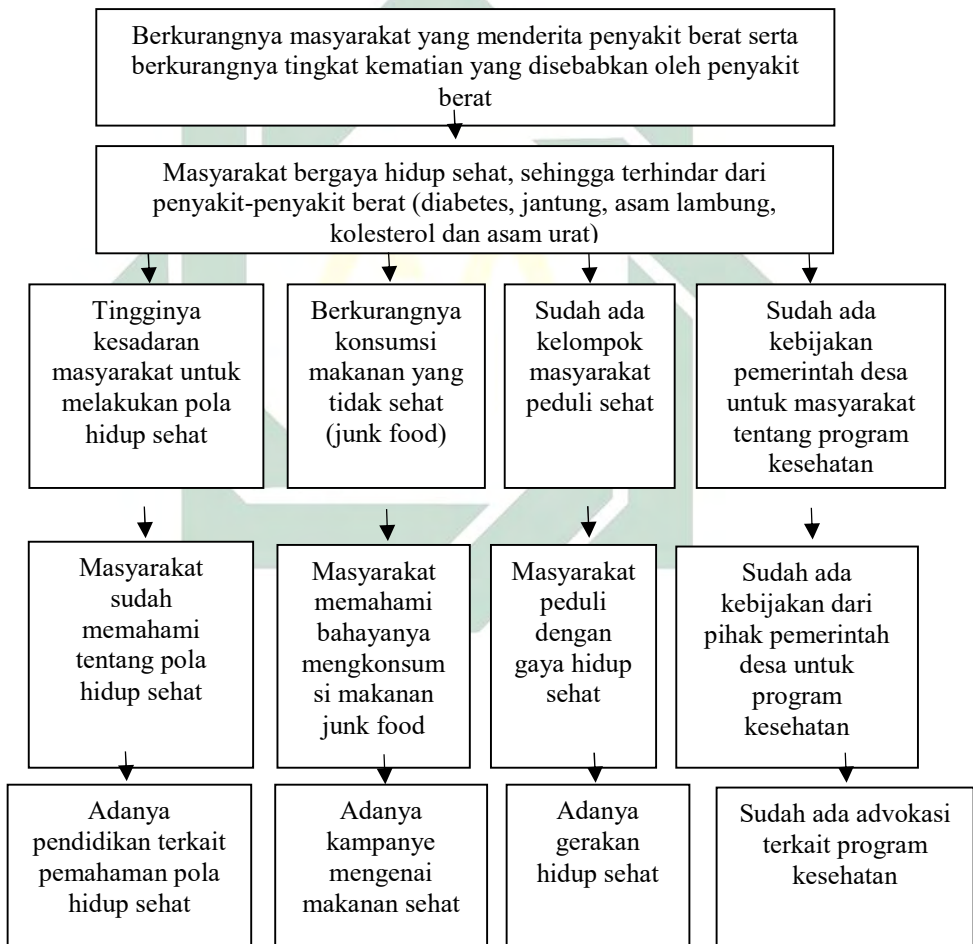 Berkurangnya masyarakat yang menderita penyakit berat serta
berkurangnya tingkat kematian yang disebabkan oleh penyakit
berat
Masyarakat bergaya hidup sehat, sehingga terhindar dari
penyakit-penyakit berat (diabetes, jantung, asam lambung,
kolesterol dan asam urat)
Tingginya
kesadaran
masyarakat untuk
melakukan pola
hidup sehat
Berkurangnya
konsumsi
makanan yang
tidak sehat
(junk food)
Sudah ada
kelompok
masyarakat
peduli sehat
Sudah ada
kebijakan
pemerintah desa
untuk masyarakat
tentang program
kesehatan
Masyarakat
sudah
memahami
tentang pola
hidup sehat
Masyarakat
memahami
bahayanya
mengkonsum
si makanan
junk food
Masyarakat
peduli
dengan
gaya hidup
sehat
Sudah ada
kebijakan dari
pihak pemerintah
desa untuk
program
kesehatan
Adanya
pendidikan terkait
pemahaman pola
hidup sehat
Adanya
kampanye
mengenai
makanan sehat
Adanya
gerakan
hidup sehat
Sudah ada advokasi
terkait program
kesehatan